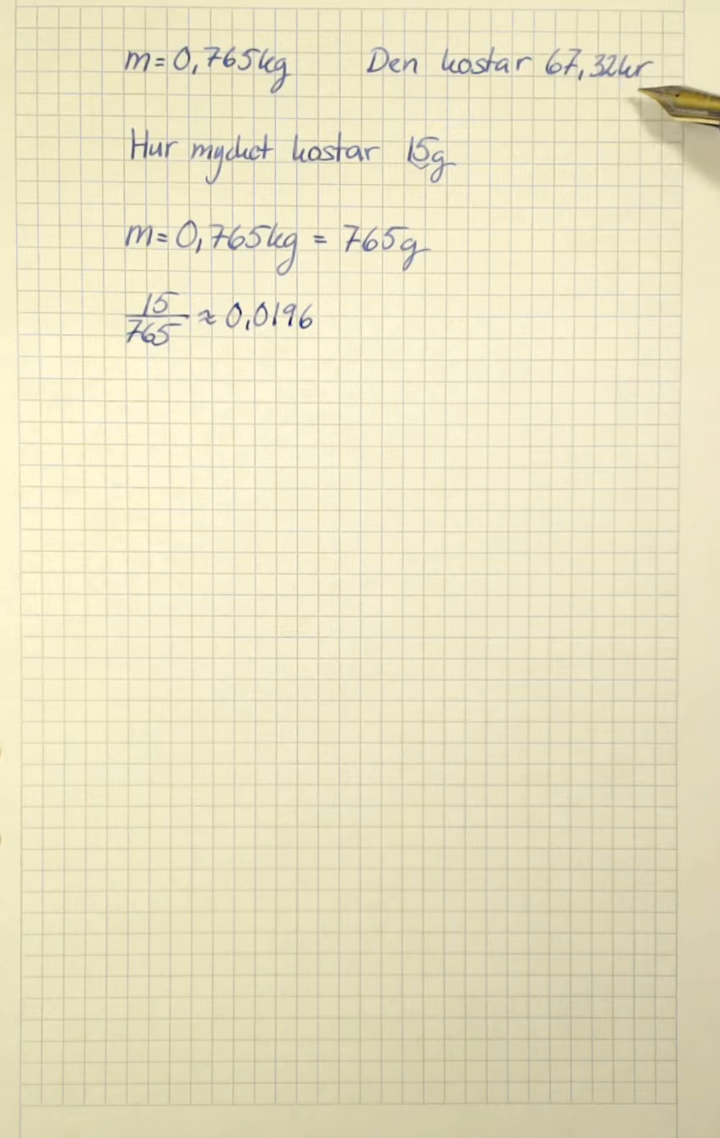 m=0,765kg Den kostar 67,32kr
Hur mycket kostar 15g
m=0,765kg = 765g
15/765 ≈ 0,0196